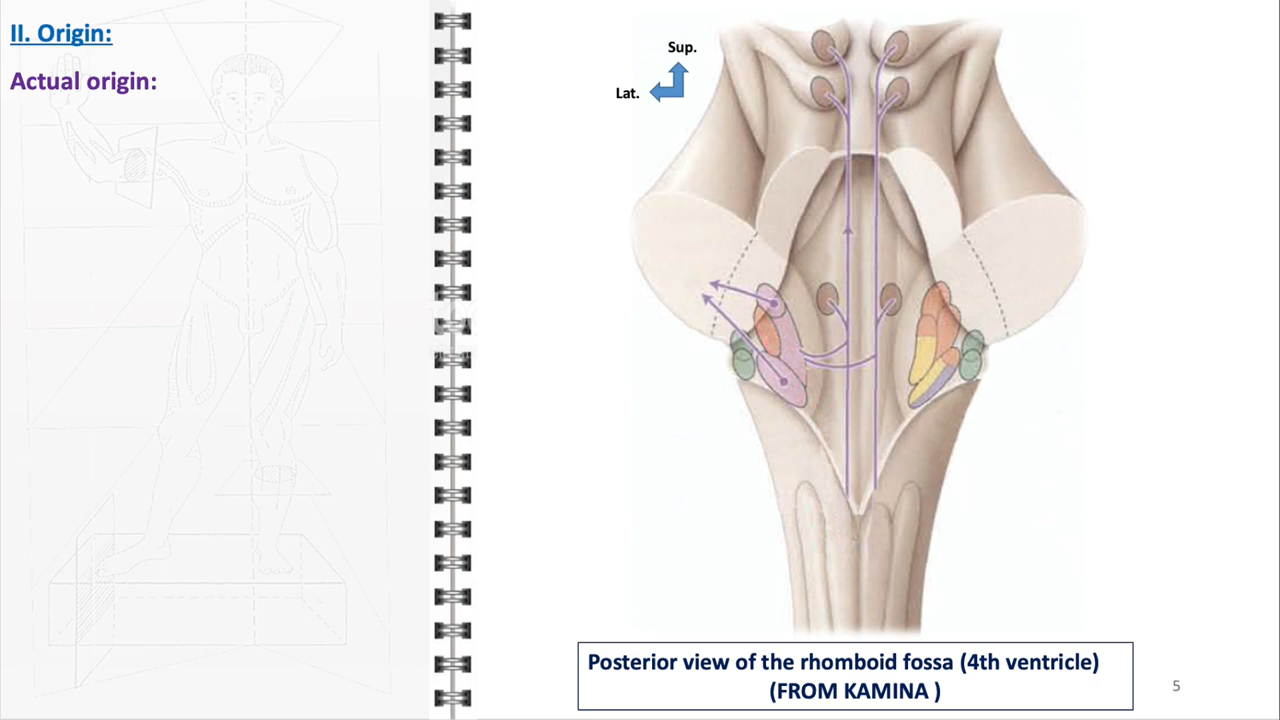 II. Origin:
Actual origin:
Sup.
Lat.
Posterior view of the rhomboid fossa (4th ventricle)
(FROM KAMINA )
5